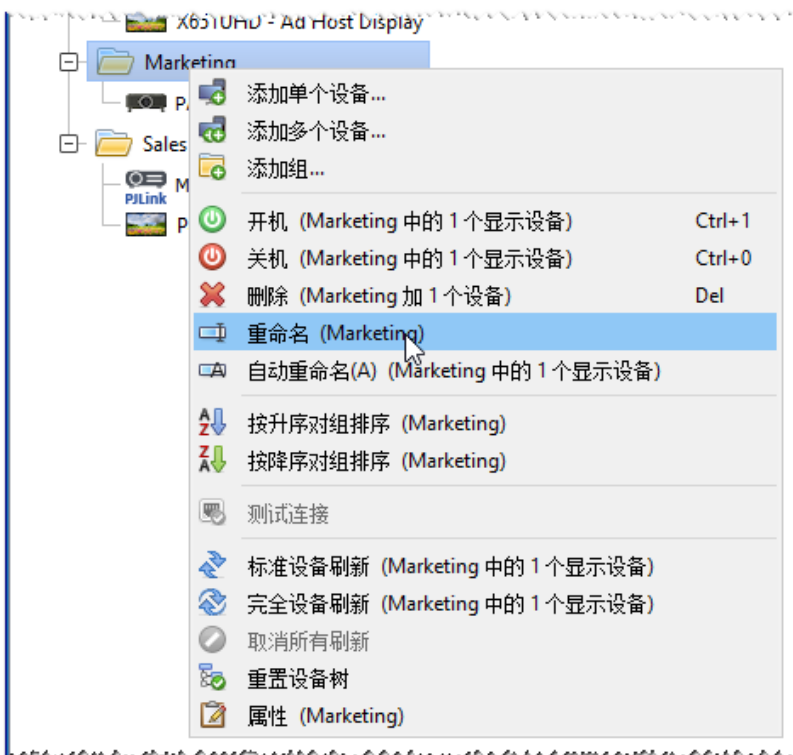 X651UHD - Ad Host Display
Marketing
添加单个设备...
P
添加多个设备...
Sales
添加组...
M
PJLink
P
开机 (Marketing 中的 1 个显示设备) Ctrl+1
关机 (Marketing 中的 1 个显示设备) Ctrl+0
删除 (Marketing 加 1 个设备) Del
重命名 (Marketing)
自动重命名(A) (Marketing 中的 1 个显示设备)
按升序对组排序 (Marketing)
按降序对组排序 (Marketing)
测试连接
标准设备刷新 (Marketing 中的 1 个显示设备)
完全设备刷新 (Marketing 中的 1 个显示设备)
取消所有刷新
重置设备树
属性 (Marketing)